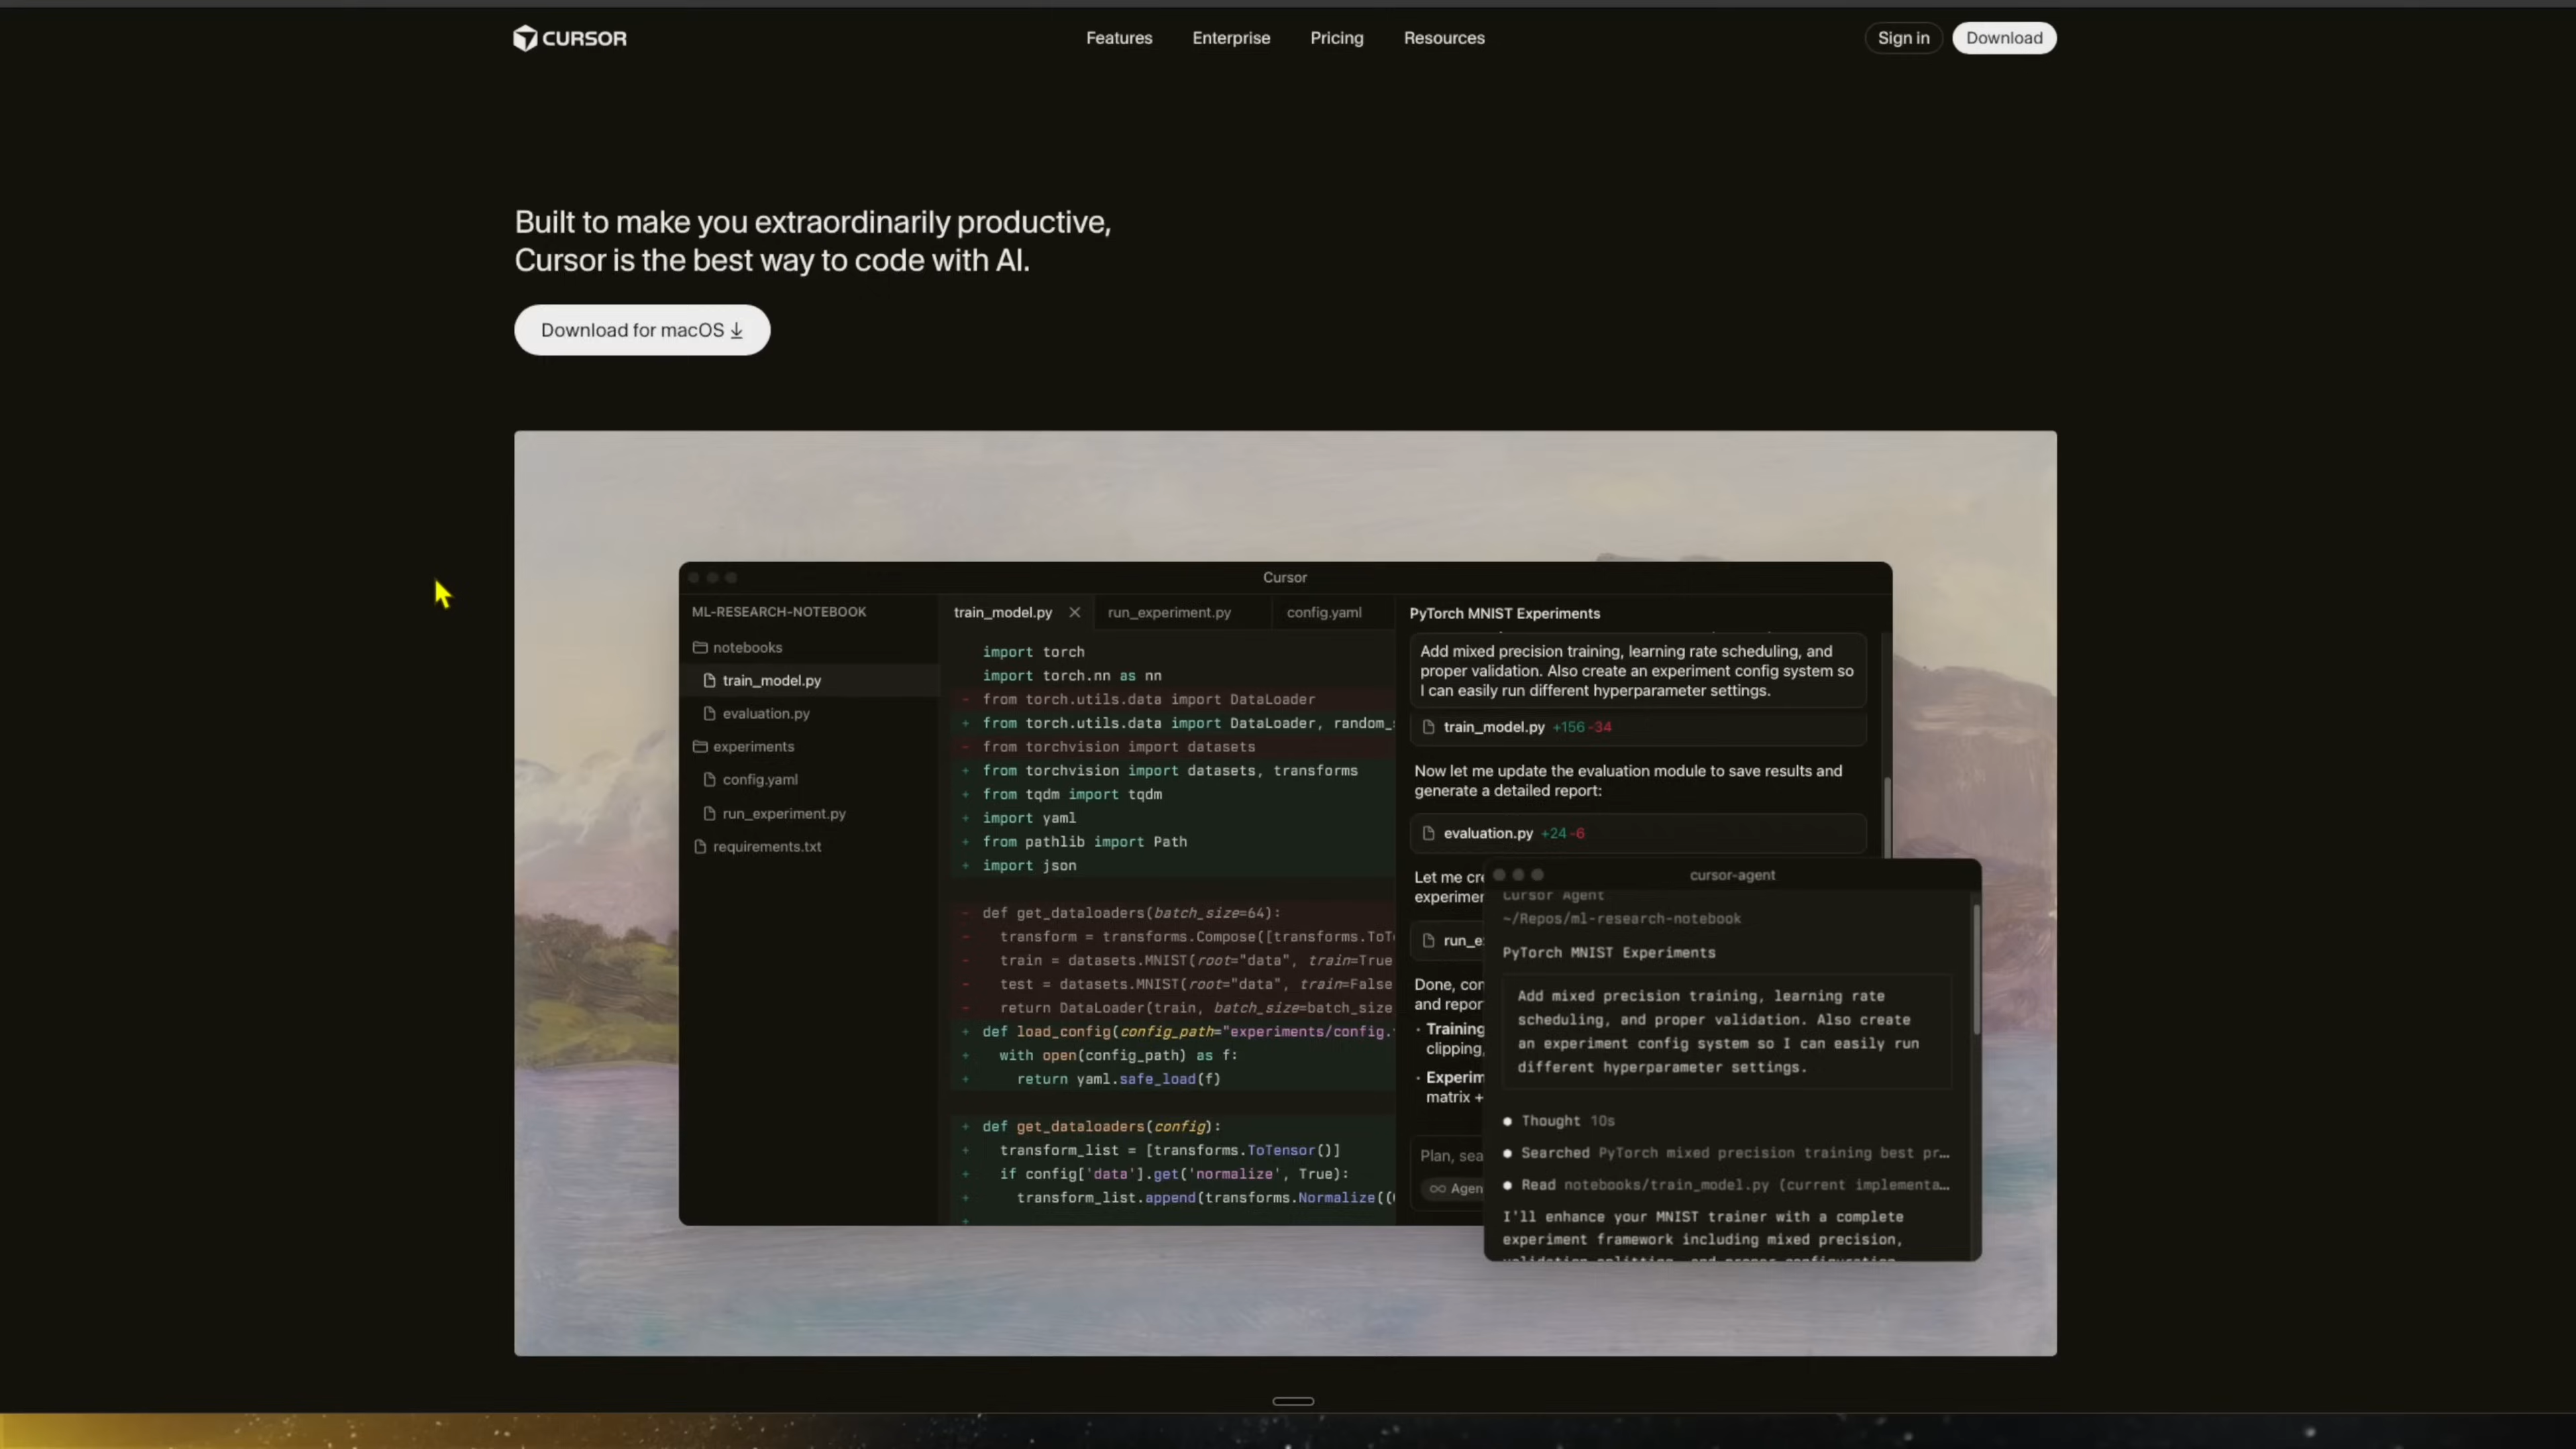 CURSOR
Features
Enterprise
Pricing
Resources
Sign in
Download
Built to make you extraordinarily productive,
Cursor is the best way to code with AI.
Download for macOS
Cursor
ML-RESEARCH-NOTEBOOK
notebooks
train_model.py
evaluation.py
experiments
config.yaml
run_experiment.py
requirements.txt
train_model.py
run_experiment.py
config.yaml
import torch
import torch.nn as nn
- from torch.utils.data import DataLoader
+ from torch.utils.data import DataLoader,
- from torchvision import datasets
+ from torchvision import datasets, transforms
+ from tqdm import tqdm
+ import yaml
+ from pathlib import Path
+ import json
- def get_dataloaders(batch_size=64):
- transform = transforms.Compose([
- train = datasets.MNIST(root="data", train=True
- test = datasets.MNIST(root="data", train=False
- return DataLoader(train, batch_size=batch_size
+ def load_config(config_path="experiments/config.
+ with open(config_path) as f:
+ return yaml.safe_load(f)
+ def get_dataloaders(config):
+ transform_list = [transforms.ToTensor()]
+ if config['data'].get('normalize', True):
+ transform_list.append(transforms.Normalize((
+
PyTorch MNIST Experiments
Add mixed precision training, learning rate scheduling, and
proper validation. Also create an experiment config system so
I can easily run different hyperparameter settings.
train_model.py +156 -34
Now let me update the evaluation module to save results and
generate a detailed report:
evaluation.py +24 -6
Let me
Done,
and
· Training
clipping,
·
matrix +
Plan,
cursor-agent
Cursor Agent
~/Repos/ml-research-notebook
PyTorch MNIST Experiments
Add mixed precision training, learning rate
scheduling, and proper validation. Also create
an experiment config system so I can easily run
different hyperparameter settings.
● Thought 10s
● Searched PyTorch mixed precision training best pr…
● Read notebooks/train_model.py (current implementa…
I'll enhance your MNIST trainer with a complete
experiment framework including mixed precision,